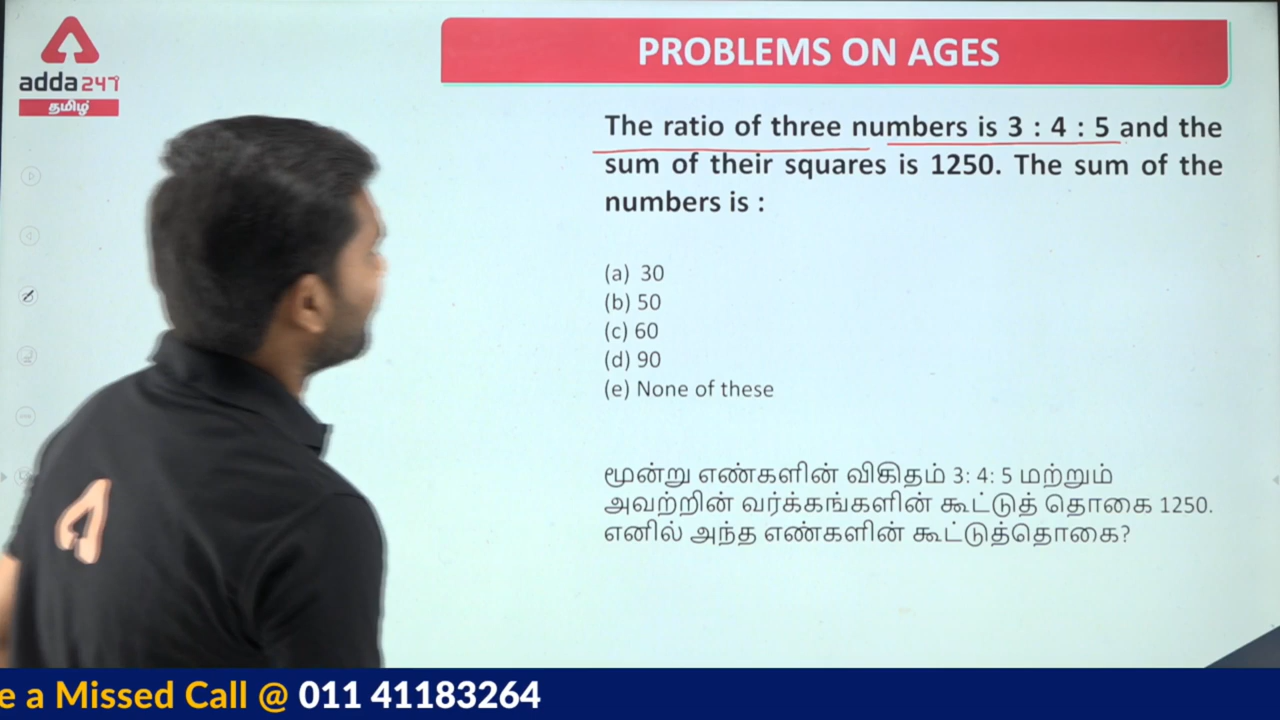 adda247
தமிழ்
PROBLEMS ON AGES
The ratio of three numbers is 3 : 4 : 5 and the
sum of their squares is 1250. The sum of the
numbers is :
(a) 30
(b) 50
(c) 60
(d) 90
(e) None of these
மூன்று எண்களின் விகிதம் 3: 4: 5 மற்றும்
அவற்றின் வர்க்கங்களின் கூட்டுத் தொகை 1250.
எனில் அந்த எண்களின் கூட்டுத்தொகை?
e a Missed Call @ 011 41183264